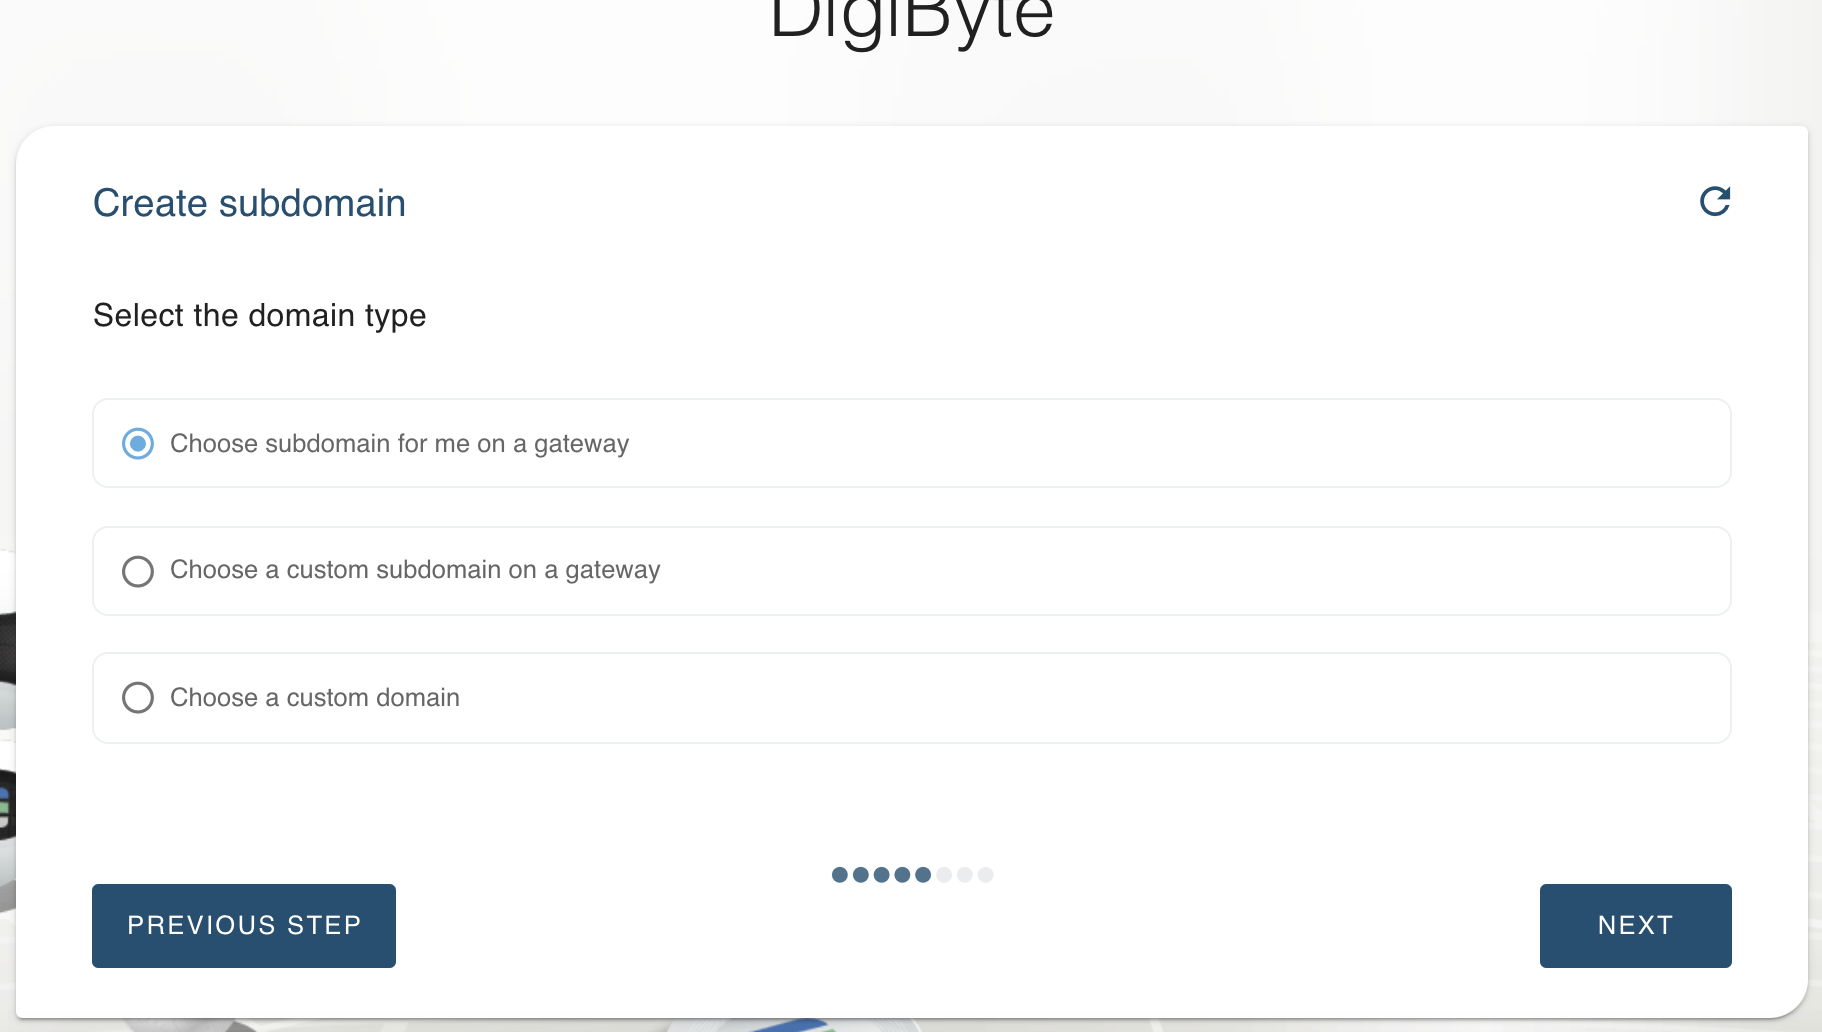 DigiByte
Create subdomain
Select the domain type
Choose subdomain for me on a gateway
Choose a custom subdomain on a gateway
Choose a custom domain
PREVIOUS STEP
NEXT